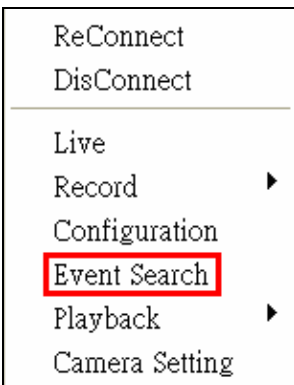 ReConnect
DisConnect
Live
Record
Configuration
Event Search
Playback
Camera Setting